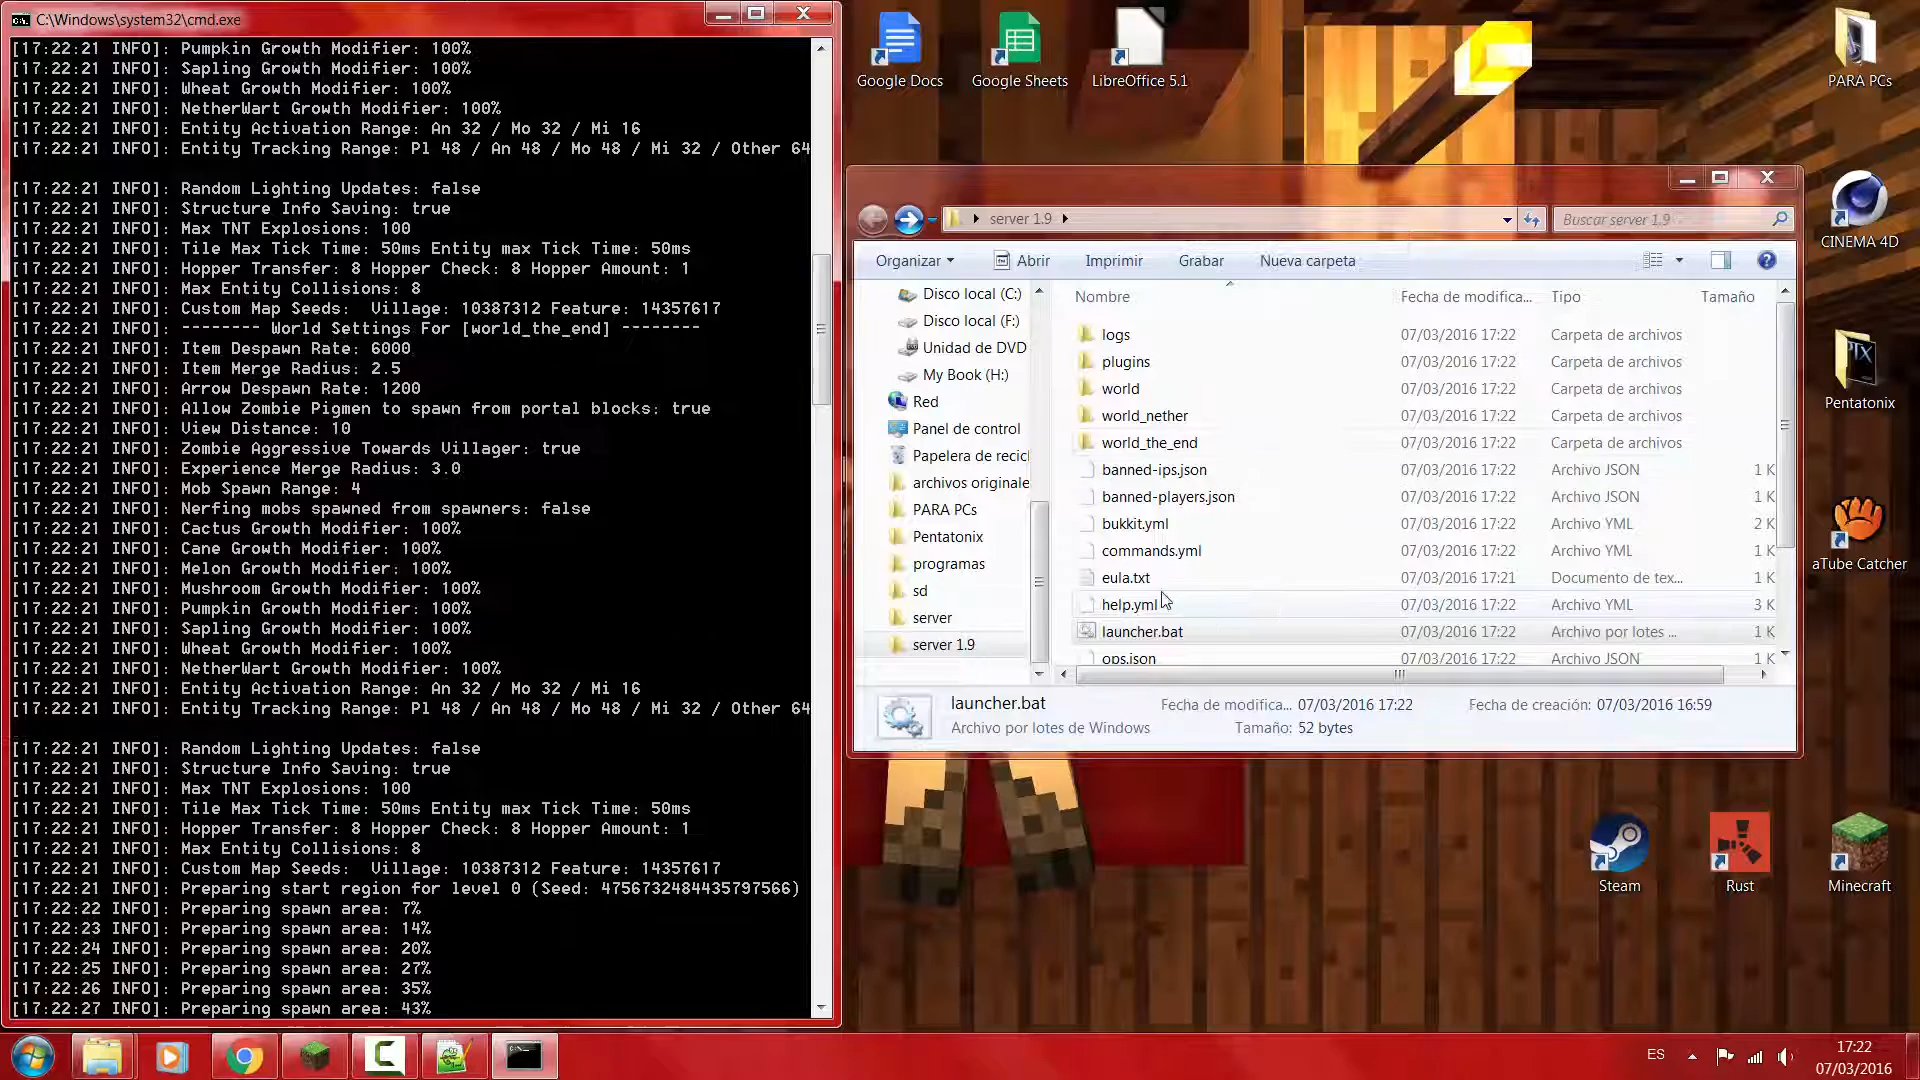 C:\Windows\system32\cmd.exe
[17:22:21 INFO]: Pumpkin Growth Modifier: 100%
[17:22:21 INFO]: Sapling Growth Modifier: 100%
[17:22:21 INFO]: Wheat Growth Modifier: 100%
[17:22:21 INFO]: NetherWart Growth Modifier: 100%
[17:22:21 INFO]: Entity Activation Range: An 32 / Mo 32 / Mi 16
[17:22:21 INFO]: Entity Tracking Range: Pl 48 / An 48 / Mo 48 / Mi 32 / Other 64
[17:22:21 INFO]: Random Lighting Updates: false
[17:22:21 INFO]: Structure Info Saving: true
[17:22:21 INFO]: Max TNT Explosions: 100
[17:22:21 INFO]: Tile Max Tick Time: 50ms Entity max Tick Time: 50ms
[17:22:21 INFO]: Hopper Transfer: 8 Hopper Check: 8 Hopper Amount: 1
[17:22:21 INFO]: Max Entity Collisions: 8
[17:22:21 INFO]: Custom Map Seeds:  Village: 10387312 Feature: 14357617
[17:22:21 INFO]: -------- World Settings For [world_the_end] --------
[17:22:21 INFO]: Item Despawn Rate: 6000
[17:22:21 INFO]: Item Merge Radius: 2.5
[17:22:21 INFO]: Arrow Despawn Rate: 1200
[17:22:21 INFO]: Allow Zombie Pigmen to spawn from portal blocks: true
[17:22:21 INFO]: View Distance: 10
[17:22:21 INFO]: Zombie Aggressive Towards Villager: true
[17:22:21 INFO]: Experience Merge Radius: 3.0
[17:22:21 INFO]: Mob Spawn Range: 4
[17:22:21 INFO]: Nerfing mobs spawned from spawners: false
[17:22:21 INFO]: Cactus Growth Modifier: 100%
[17:22:21 INFO]: Cane Growth Modifier: 100%
[17:22:21 INFO]: Melon Growth Modifier: 100%
[17:22:21 INFO]: Mushroom Growth Modifier: 100%
[17:22:21 INFO]: Pumpkin Growth Modifier: 100%
[17:22:21 INFO]: Sapling Growth Modifier: 100%
[17:22:21 INFO]: Wheat Growth Modifier: 100%
[17:22:21 INFO]: NetherWart Growth Modifier: 100%
[17:22:21 INFO]: Entity Activation Range: An 32 / Mo 32 / Mi 16
[17:22:21 INFO]: Entity Tracking Range: Pl 48 / An 48 / Mo 48 / Mi 32 / Other 64
[17:22:21 INFO]: Random Lighting Updates: false
[17:22:21 INFO]: Structure Info Saving: true
[17:22:21 INFO]: Max TNT Explosions: 100
[17:22:21 INFO]: Tile Max Tick Time: 50ms Entity max Tick Time: 50ms
[17:22:21 INFO]: Hopper Transfer: 8 Hopper Check: 8 Hopper Amount: 1
[17:22:21 INFO]: Max Entity Collisions: 8
[17:22:21 INFO]: Custom Map Seeds:  Village: 10387312 Feature: 14357617
[17:22:21 INFO]: Preparing start region for level 0 (Seed: 4756732484435797566)
[17:22:22 INFO]: Preparing spawn area: 7%
[17:22:23 INFO]: Preparing spawn area: 14%
[17:22:24 INFO]: Preparing spawn area: 20%
[17:22:25 INFO]: Preparing spawn area: 27%
[17:22:26 INFO]: Preparing spawn area: 35%
[17:22:27 INFO]: Preparing spawn area: 43%
Google Docs
Google Sheets
LibreOffice 5.1
PARA PCs
CINEMA 4D
PTX
Pentatonix
aTube Catcher
Steam
Rust
Minecraft
server 1.9
Buscar server 1.9
Organizar
Abrir
Imprimir
Grabar
Nueva carpeta
Disco local (C:)
Disco local (F:)
Unidad de DVD
My Book (H:)
Red
Panel de control
Papelera de recicl
archivos originale
PARA PCs
Pentatonix
programas
sd
server
server 1.9
Nombre Fecha de modifica... Tipo Tamaño
logs 07/03/2016 17:22 Carpeta de archivos
plugins 07/03/2016 17:22 Carpeta de archivos
world 07/03/2016 17:22 Carpeta de archivos
world_nether 07/03/2016 17:22 Carpeta de archivos
world_the_end 07/03/2016 17:22 Carpeta de archivos
banned-ips.json 07/03/2016 17:22 Archivo JSON 1 K
banned-players.json 07/03/2016 17:22 Archivo JSON 1 K
bukkit.yml 07/03/2016 17:22 Archivo YML 2 K
commands.yml 07/03/2016 17:22 Archivo YML 1 K
eula.txt 07/03/2016 17:21 Documento de tex... 1 K
help.yml 07/03/2016 17:22 Archivo YML 3 K
launcher.bat 07/03/2016 17:22 Archivo por lotes ... 1 K
ops.json 07/03/2016 17:22 Archivo JSON 1 K
launcher.bat Fecha de modifica... 07/03/2016 17:22 Fecha de creación: 07/03/2016 16:59
Archivo por lotes de Windows Tamaño: 52 bytes
ES
17:22
07/03/2016